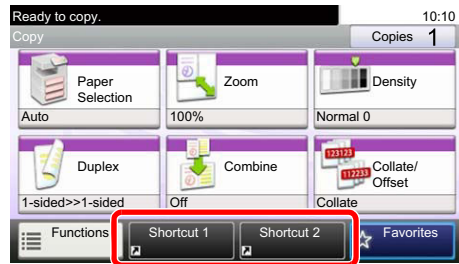 Ready to copy. 10:10
Copy Copies 1
Paper Selection
Auto
Zoom
100%
Density
Normal 0
Duplex
1-sided>>1-sided
Combine
Off
123123
112233
Collate/
Offset
Collate
Functions
Shortcut 1
Shortcut 2
Favorites